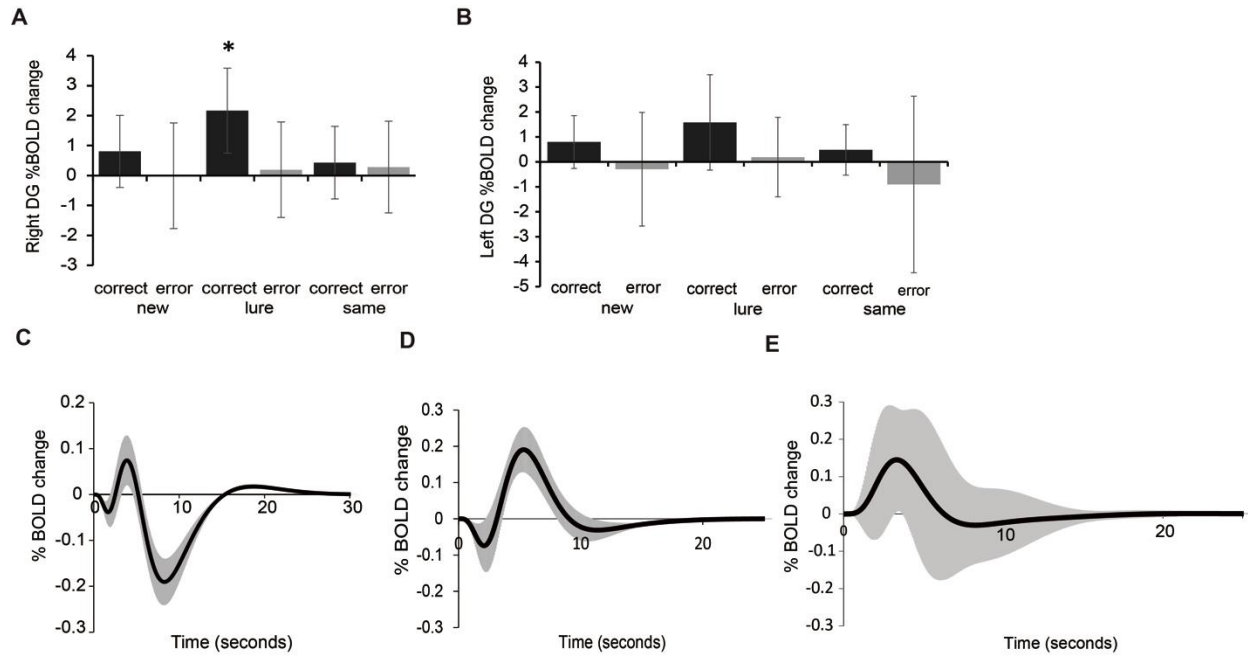 A
Right DG %BOLD change
4
3
2
1
0
-1
-2
-3
*
correct error correct error correct error
new lure same
B
Left DG %BOLD change
4
3
2
1
0
-1
-2
-3
-4
-5
correct error correct error correct error
new lure same
C
% BOLD change
0.2
0.1
0
-0.1
-0.2
-0.3
10 20 30
Time (seconds)
D
% BOLD change
0.3
0.2
0.1
0
-0.1
-0.2
-0.3
0 10 20
Time (seconds)
E
% BOLD change
0.3
0.2
0.1
0
-0.1
-0.2
-0.3
0 10 20
Time (seconds)